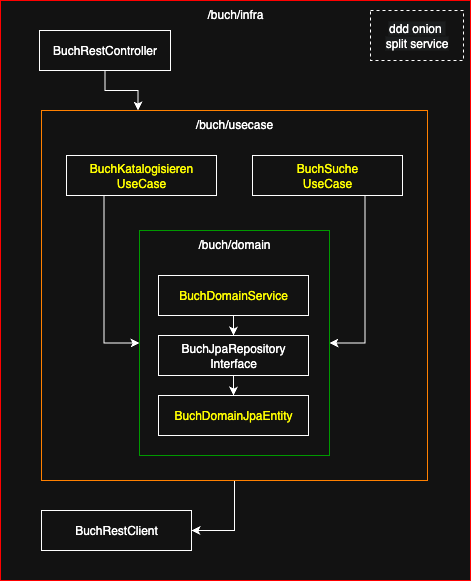 /buch/infra
ddd onion
split service
BuchRestController
/buch/usecase
BuchKatalogisieren
UseCase
BuchSuche
UseCase
/buch/domain
BuchDomainService
BuchJpaRepository
Interface
BuchDomainJpaEntity
BuchRestClient